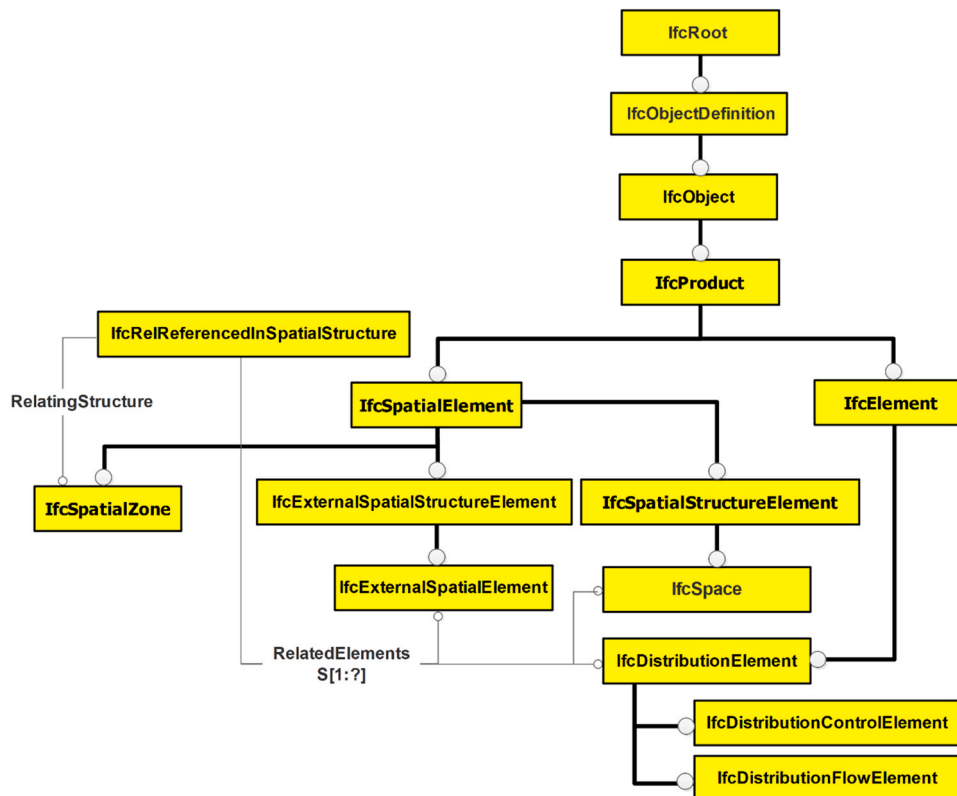 IfcRoot
IfcObjectDefinition
IfcObject
IfcProduct
IfcRelReferencedInSpatialStructure
RelatingStructure
IfcSpatialElement
IfcElement
IfcSpatialZone
IfcExternalSpatialStructureElement
IfcSpatialStructureElement
IfcExternalSpatialElement
IfcSpace
RelatedElements
S[1:?]
IfcDistributionElement
IfcDistributionControlElement
IfcDistributionFlowElement